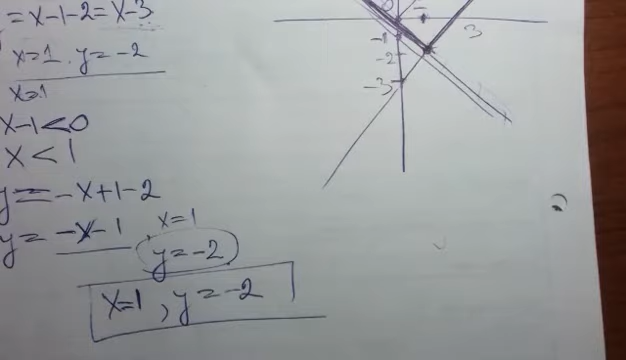 = x-1-2 = x-3
x=1 . y = -2
x=1
x-1<0
x < 1
y = -x+1-2
y = -x-1 , x=1
y = -2
x=1 , y = -2
0
-1
-2
-3
3